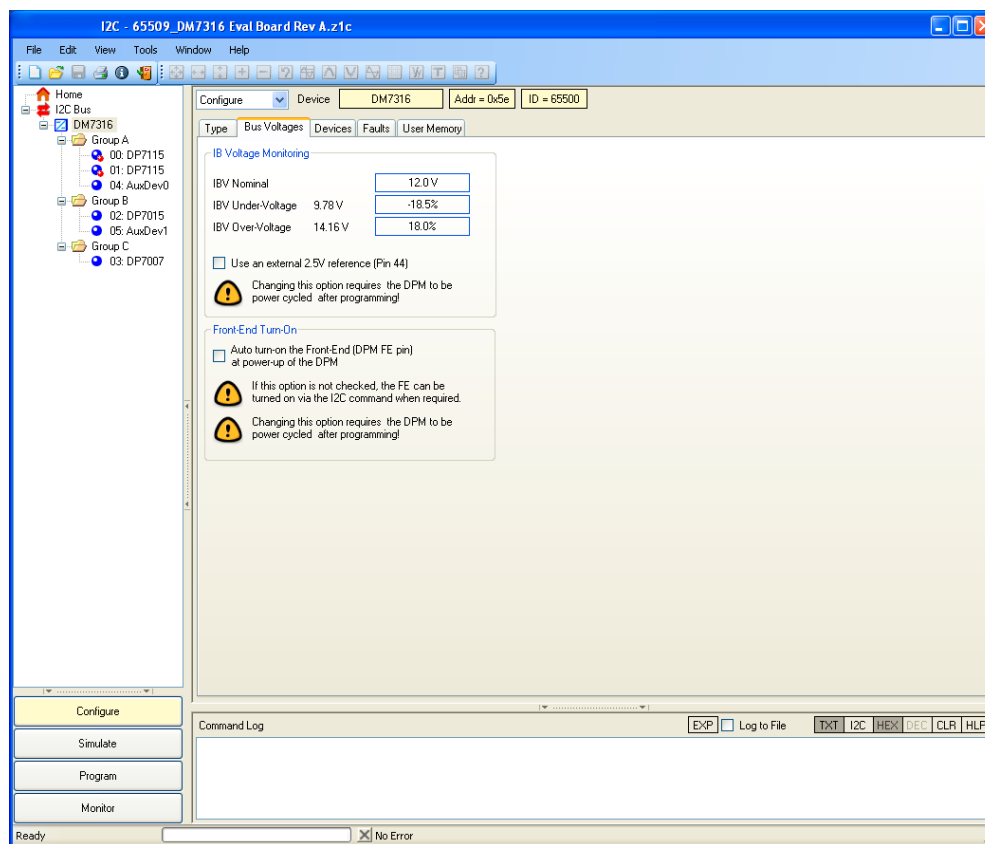 I2C - 65509_DM7316 Eval Board Rev A.z1c
File Edit View Tools Window Help
Home
I2C Bus
DM7316
Group A
00: DP7115
01: DP7115
04: AuxDev0
Group B
02: DP7015
05: AuxDev1
Group C
03: DP7007
Configure Device DM7316 Addr = 0x5e ID = 65500
Type Bus Voltages Devices Faults User Memory
IB Voltage Monitoring
IBV Nominal 12.0 V
IBV Under-Voltage 9.78 V -18.5%
IBV Over-Voltage 14.16 V 18.0%
Use an external 2.5V reference (Pin 44)
Changing this option requires the DPM to be
power cycled after programming!
Front-End Turn-On
Auto turn-on the Front-End (DPM FE pin)
at power-up of the DPM
If this option is not checked, the FE can be
turned on via the I2C command when required.
Changing this option requires the DPM to be
power cycled after programming!
Configure
Simulate
Program
Monitor
Command Log EXP Log to File TXT I2C HEX DEC CLR HLP
Ready No Error